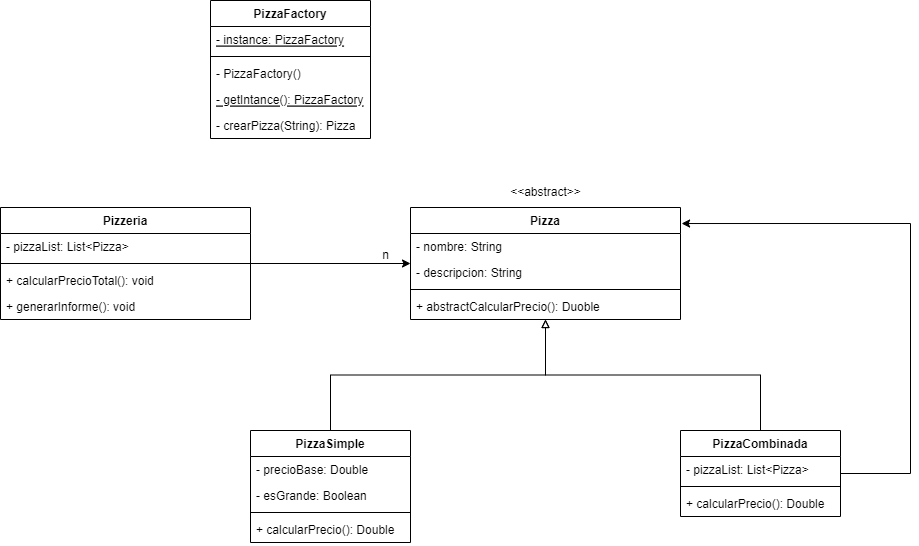 PizzaFactory
- instance: PizzaFactory
- PizzaFactory()
- getIntance(): PizzaFactory
- crearPizza(String): Pizza
<<abstract>>
Pizzeria
- pizzaList: List<Pizza>
+ calcularPrecioTotal(): void
+ generarInforme(): void
n
Pizza
- nombre: String
- descripcion: String
+ abstractCalcularPrecio(): Duoble
PizzaSimple
- precioBase: Double
- esGrande: Boolean
+ calcularPrecio(): Double
PizzaCombinada
- pizzaList: List<Pizza>
+ calcularPrecio(): Double